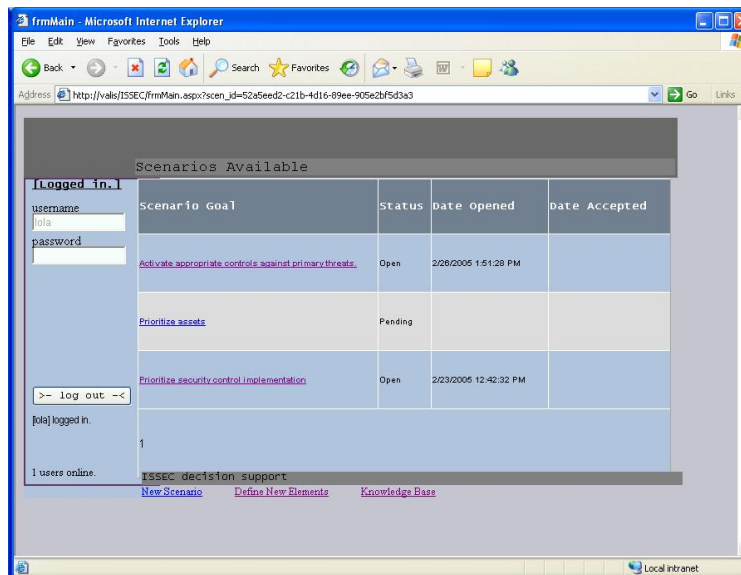 frmMain - Microsoft Internet Explorer
File Edit View Favorites Tools Help
Back Search Favorites
Address http://valis/ISSEC/frmMain.aspx?scen_id=52a5eed2-c21b-4d16-89ee-905e2bf5d3a3 Go Links
Scenarios Available
[Logged in.]
username
lola
password
>- log out -<
[lola] logged in.
1 users online.
Scenario Goal Status Date Opened Date Accepted
Activate appropriate controls against primary threats. Open 2/26/2005 1:51:28 PM
Prioritize assets Pending
Prioritize security control implementation Open 2/23/2005 12:42:32 PM
1
ISSEC decision support
New Scenario Define New Elements Knowledge Base
Local intranet